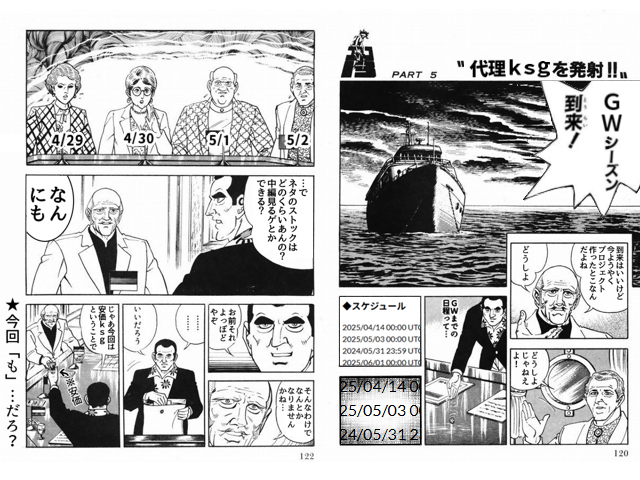 PART 5
〝代理ksgを発射!!〟
GWシーズン
到来!
到来はいいけど
今ようやく
プロジェクト
作ったとこなん
だよね
どうしよ
◆スケジュール
2025/04/14 00:00 UTC
2025/05/03 00:00 UTC
2024/05/31 23:59 UTC
2025/06/01 00:00 UTC
25/04/14 0
25/05/03 00
24/05/31 2
GWまでの
日程って…
どうしよ
じゃねえ
よ!
120
4/29
4/30
5/1
5/2
…で
ネタのストックは
どのくらいあんの?
中編見るゲとか
できる?
なん
にも
お前それ
よっぽど
やぞ
そんなわけで
なんとか
なりません
かね…
………
いいだろう
じゃあ今回は
安価ksg
ということで
※安価
★今回「も」…だろ?
122